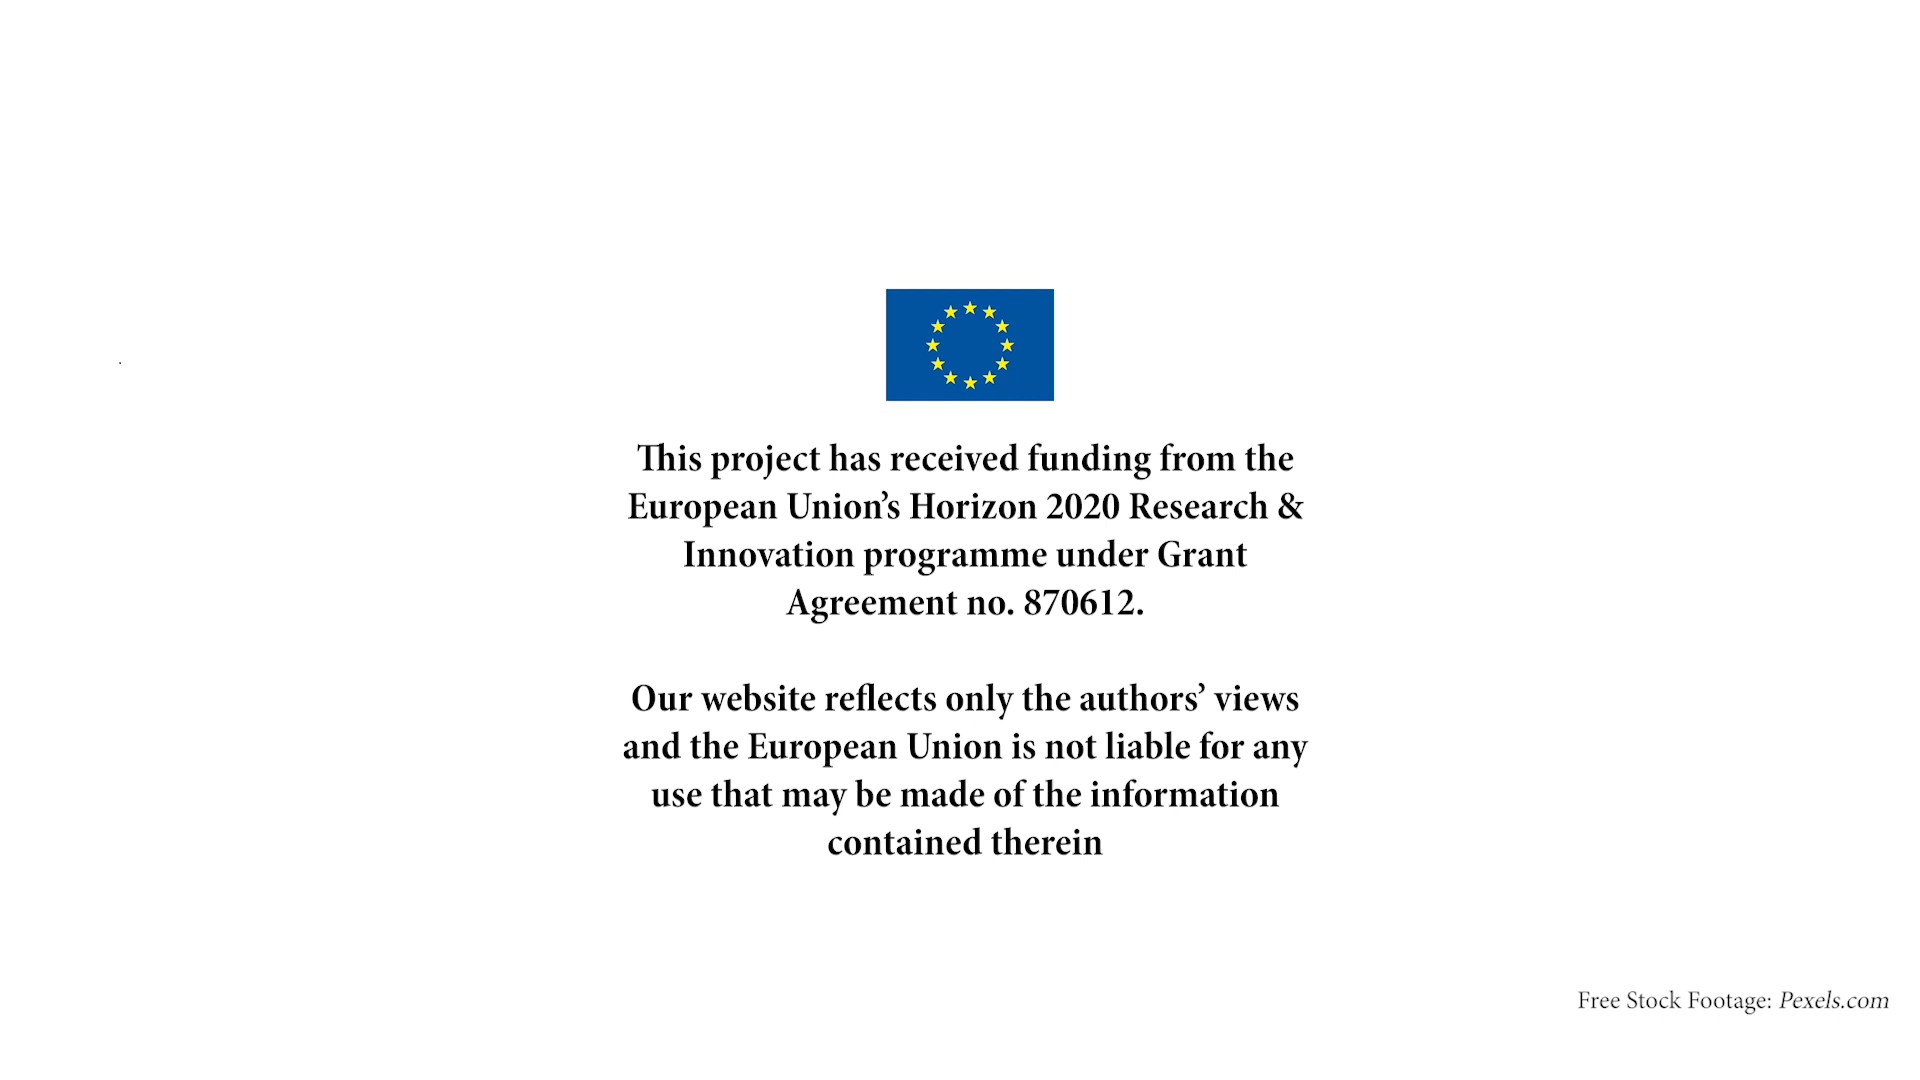 This project has received funding from the
European Union’s Horizon 2020 Research &
Innovation programme under Grant
Agreement no. 870612.
Our website reflects only the authors’ views
and the European Union is not liable for any
use that may be made of the information
contained therein
Free Stock Footage: Pexels.com